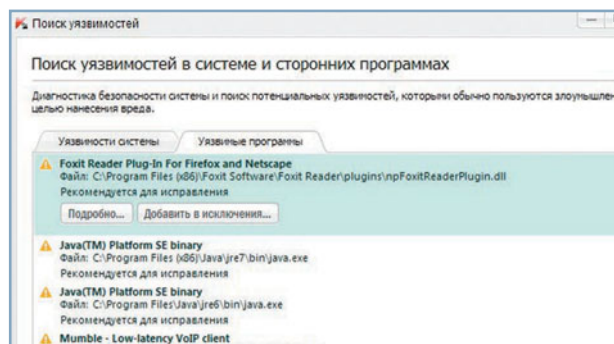 Поиск уязвимостей
Поиск уязвимостей в системе и сторонних программах
Диагностика безопасности системы и поиск потенциальных уязвимостей, которыми обычно пользуются злоумышлен
целью нанесения вреда.
Уязвимости системы Уязвимые программы
Foxit Reader Plug-In For Firefox and Netscape
Файл: C:\Program Files (x86)\Foxit Software\Foxit Reader\plugins\npFoxitReaderPlugin.dll
Рекомендуется для исправления
Подробно... Добавить в исключения...
Java(TM) Platform SE binary
Файл: C:\Program Files (x86)\Java\jre7\bin\java.exe
Рекомендуется для исправления
Java(TM) Platform SE binary
Файл: C:\Program Files\Java\jre6\bin\java.exe
Рекомендуется для исправления
Mumble - Low-latency VoIP client